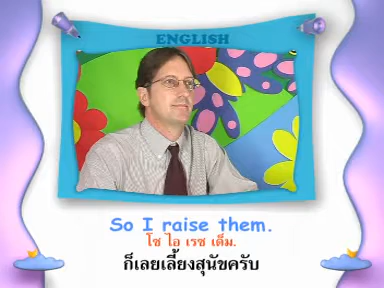 ENGLISH
So I raise them.
โซ ไอ เรซ เด็ม.
ก็เลยเลี้ยงสุนัขครับ